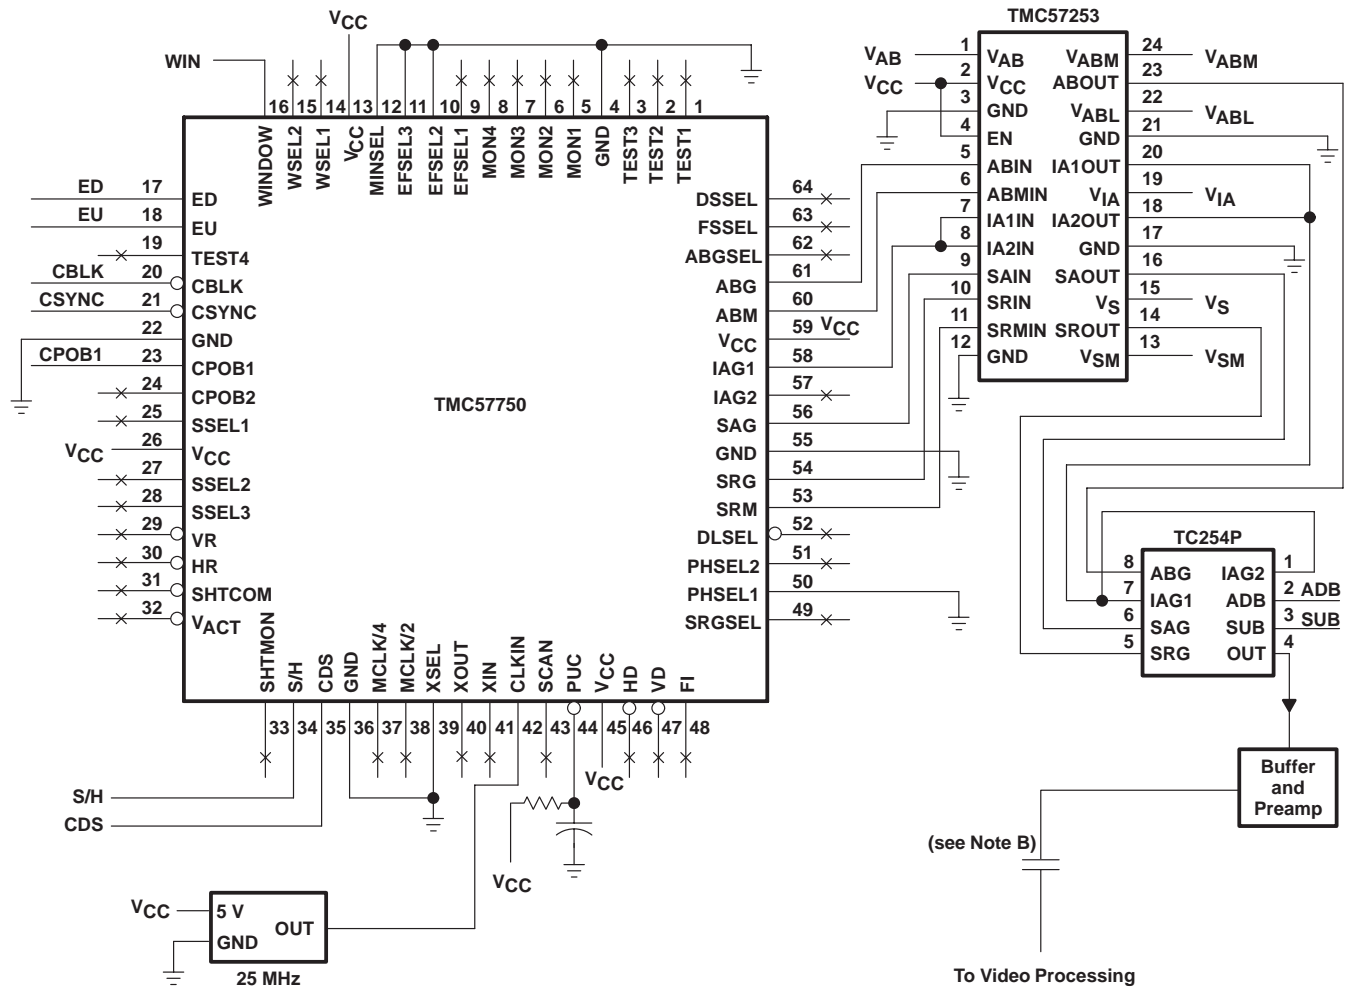 TMC57253
VCC
WIN
16 15 14 13 12 11 10 9 8 7 6 5 4 3 2 1
WINDOW
WSEL2
WSEL1
VCC
MINSEL
EFSEL3
EFSEL2
EFSEL1
MON4
MON3
MON2
MON1
GND
TEST3
TEST2
TEST1
ED 17 ED
EU 18 EU
19 TEST4
CBLK 20 CBLK
CSYNC 21 CSYNC
22 GND
CPOB1 23 CPOB1
24 CPOB2
25 SSEL1
VCC 26 VCC
27 SSEL2
28 SSEL3
29 VR
30 HR
31 SHTCOM
32 VACT
TMC57750
DSSEL 64
FSSEL 63
ABGSEL 62
ABG 61
ABM 60
VCC 59 VCC
IAG1 58
IAG2 57
SAG 56
GND 55
SRG 54
SRM 53
DLSEL 52
PHSEL2 51
PHSEL1 50
SRGSEL 49
SHTMON
S/H
CDS
GND
MCLK/4
MCLK/2
XSEL
XOUT
XIN
CLKIN
SCAN
PUC
VCC
HD
VD
FI
33 34 35 36 37 38 39 40 41 42 43 44 45 46 47 48
VCC
S/H
CDS
VCC
VCC 5 V
OUT
GND
25 MHz
VAB 1 VAB VABM 24 VABM
VCC 2 VCC ABOUT 23
3 GND VABL 22 VABL
4 EN GND 21
5 ABIN IA1OUT 20
6 ABMIN VIA 19 VIA
7 IA1IN IA2OUT 18
8 IA2IN GND 17
9 SAIN SAOUT 16
10 SRIN VS 15 VS
11 SRMIN SROUT 14
12 GND VSM 13 VSM
TC254P
8 ABG IAG2 1
7 IAG1 ADB 2 ADB
6 SAG SUB 3 SUB
5 SRG OUT 4
Buffer
and
Preamp
(see Note B)
To Video Processing